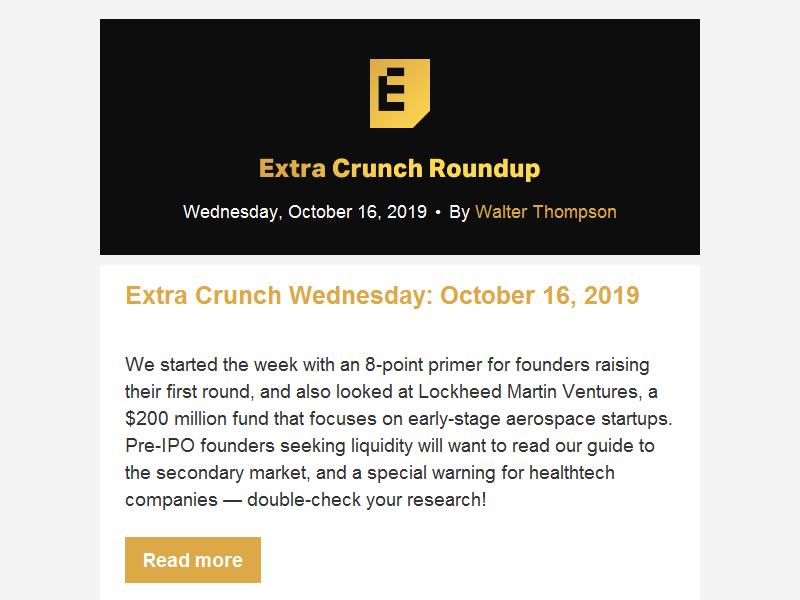 E
Extra Crunch Roundup
Wednesday, October 16, 2019 • By Walter Thompson
Extra Crunch Wednesday: October 16, 2019
We started the week with an 8-point primer for founders raising
their first round, and also looked at Lockheed Martin Ventures, a
$200 million fund that focuses on early-stage aerospace startups.
Pre-IPO founders seeking liquidity will want to read our guide to
the secondary market, and a special warning for healthtech
companies — double-check your research!
Read more